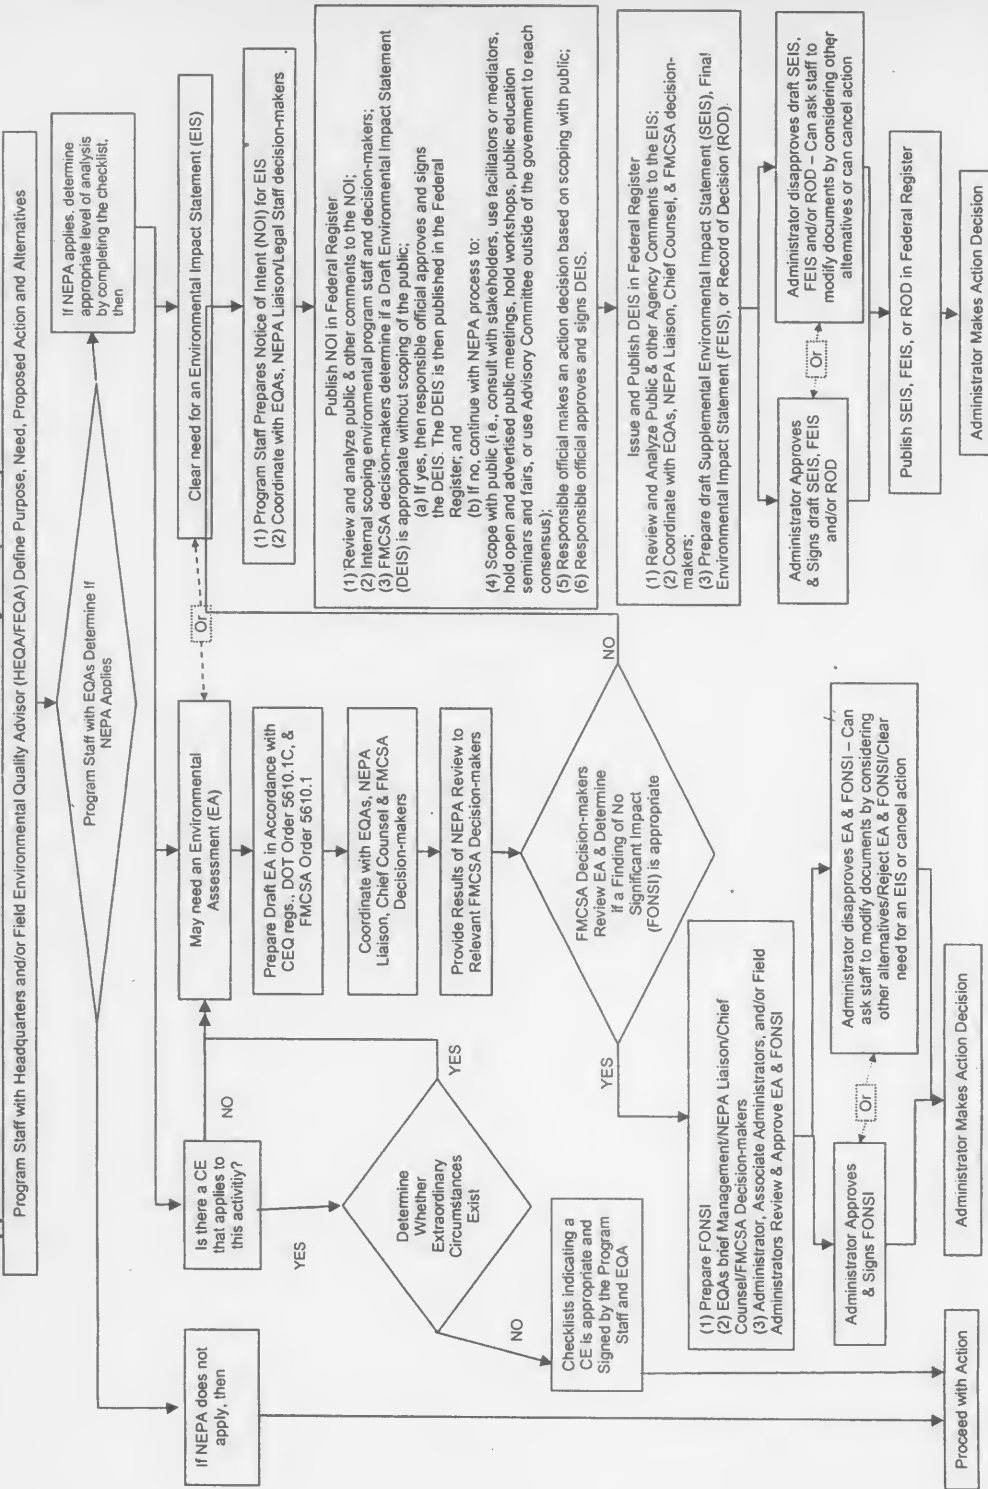 Program Staff with Headquarters and/or Field Environmental Quality Advisor (HEQA/FEQA) Define Purpose, Need, Proposed Action and Alternatives
Program Staff with EQAs Determine If
NEPA Applies
If NEPA applies, determine
appropriate level of analysis
by completing the checklist,
then
If NEPA does not
apply, then
Is there a CE
that applies to
this activitiy?
NO
YES
Determine
Whether
Extraordinary
Circumstances
Exist
YES
NO
Checklists indicating a
CE is appropriate and
Signed by the Program
Staff and EQA
Proceed with Action
May need an Environmental
Assessment (EA)
Or
Clear need for an Environmental Impact Statement (EIS)
Prepare Draft EA in Accordance with
CEQ regs., DOT Order 5610.1C, &
FMCSA Order 5610.1
Coordinate with EQAs, NEPA
Liaison, Chief Counsel & FMCSA
Decision-makers
Provide Results of NEPA Review to
Relevant FMCSA Decision-makers
FMCSA Decision-makers
Review EA & Determine
if a Finding of No
Significant Impact
(FONSI) is appropriate
NO
YES
(1) Prepare FONSI
(2) EQAs brief Management/NEPA Liaison/Chief
Counsel/FMCSA Decision-makers
(3) Administrator, Associate Administrators, and/or Field
Administrators Review & Approve EA & FONSI
Administrator Approves
& Signs FONSI
Or
Administrator disapproves EA & FONSI – Can
ask staff to modify documents by considering
other alternatives/Reject EA & FONSI/Clear
need for an EIS or cancel action
Administrator Makes Action Decision
(1) Program Staff Prepares Notice of Intent (NOI) for EIS
(2) Coordinate with EQAs, NEPA Liaison/Legal Staff decision-makers
Publish NOI in Federal Register
(1) Review and analyze public & other comments to the NOI;
(2) Internal scoping environmental program staff and decision-makers;
(3) FMCSA decision-makers determine if a Draft Environmental Impact Statement
(DEIS) is appropriate without scoping of the public;
(a) If yes, then responsible official approves and signs
the DEIS. The DEIS is then published in the Federal
Register; and
(b) If no, continue with NEPA process to:
(4) Scope with public (i.e., consult with stakeholders, use facilitators or mediators,
hold open and advertised public meetings, hold workshops, public education
seminars and fairs, or use Advisory Committee outside of the government to reach
consensus);
(5) Responsible official makes an action decision based on scoping with public;
(6) Responsible official approves and signs DEIS.
Issue and Publish DEIS in Federal Register
(1) Review and Analyze Public & other Agency Comments to the EIS;
(2) Coordinate with EQAs, NEPA Liaison, Chief Counsel, & FMCSA decision-
makers;
(3) Prepare draft Supplemental Environmental Impact Statement (SEIS), Final
Environmental Impact Statement (FEIS), or Record of Decision (ROD).
Administrator Approves
& Signs draft SEIS, FEIS
and/or ROD
Or
Administrator disapproves draft SEIS,
FEIS and/or ROD – Can ask staff to
modify documents by considering other
alternatives or can cancel action
Publish SEIS, FEIS, or ROD in Federal Register
Administrator Makes Action Decision